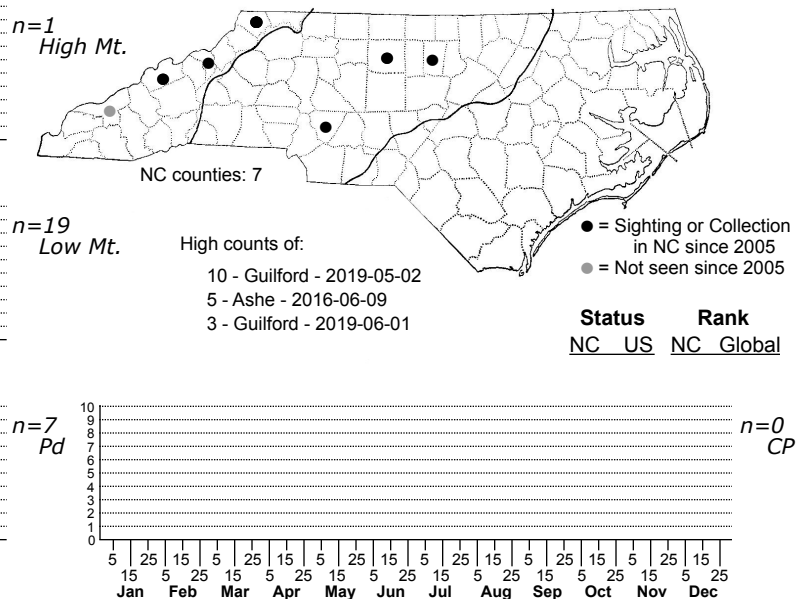 n=1
High Mt.
NC counties: 7
n=19
Low Mt.
High counts of:
10 - Guilford - 2019-05-02
5 - Ashe - 2016-06-09
3 - Guilford - 2019-06-01
● = Sighting or Collection
in NC since 2005
● = Not seen since 2005
Status Rank
NC US NC Global
n=7
Pd
10
9
8
7
6
5
4
3
2
1
0
n=0
CP
5 25 15 5 25 15 5 25 15 5 25 15 5 25 15 5 25 15
15 5 25 15 5 25 15 5 25 15 5 25 15 5 25 15 5 25
Jan Feb Mar Apr May Jun Jul Aug Sep Oct Nov Dec